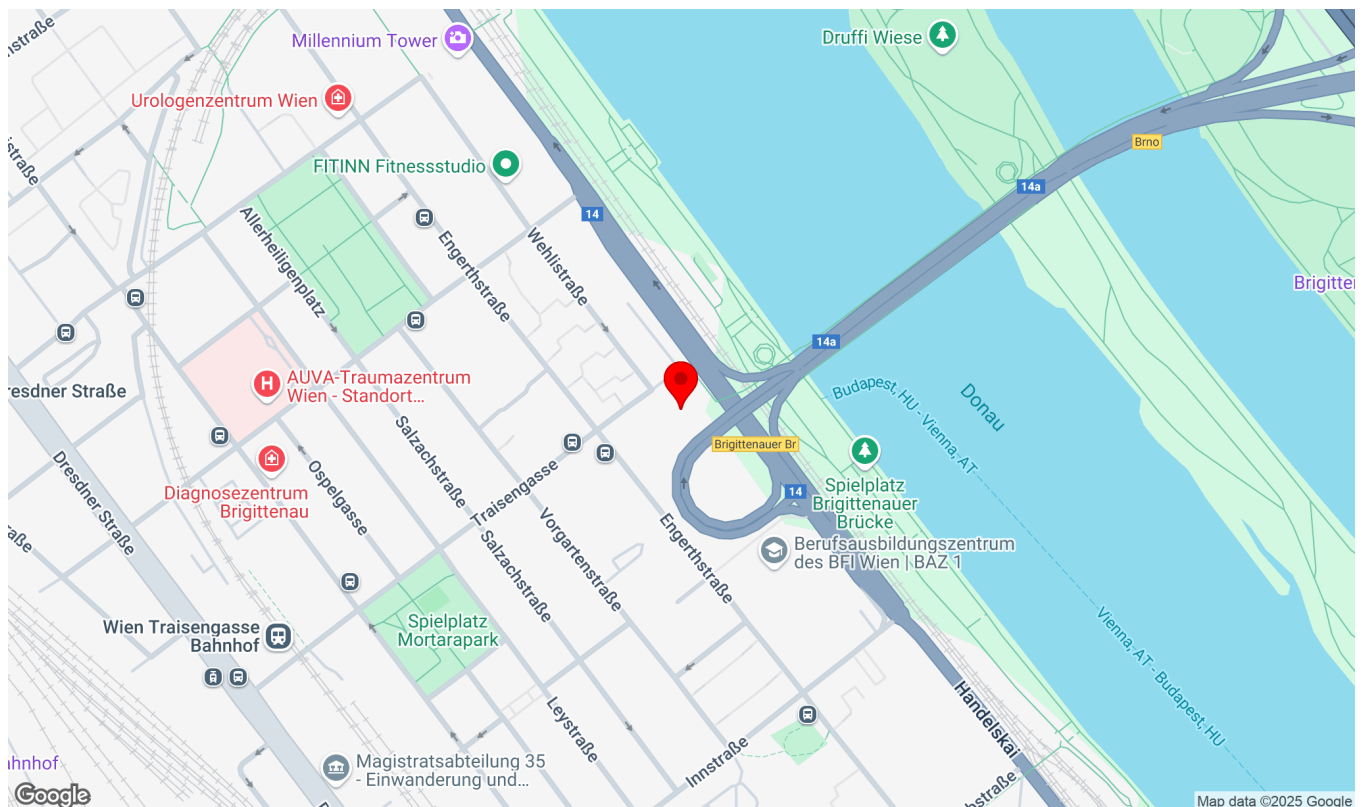 Millennium Tower
Druffi Wiese
Urologenzentrum Wien
Brno
FITINN Fitnessstudio
14a
14
Allerheiligenplatz
Engerthstraße
Wehlistraße
14a
AUVA-Traumazentrum
Wien - Standort...
Dresdner Straße
Salzachstraße
Budapest, HU - Vienna, AT
Donau
Brigittenauer Br
Diagnosezentrum
Brigittenau
Ospelgasse
Traisengasse
14
Spielplatz
Brigittenauer
Brücke
Vorgartenstraße
Engerthstraße
Salzachstraße
Berufsausbildungszentrum
des BFI Wien | BAZ 1
Wien Traisengasse
Bahnhof
Spielplatz
Mortarapark
Vienna, AT - Budapest, HU
Leystraße
Handelskai
Innstraße
Magistratsabteilung 35
- Einwanderung und...
Google
Map data ©2025 Google